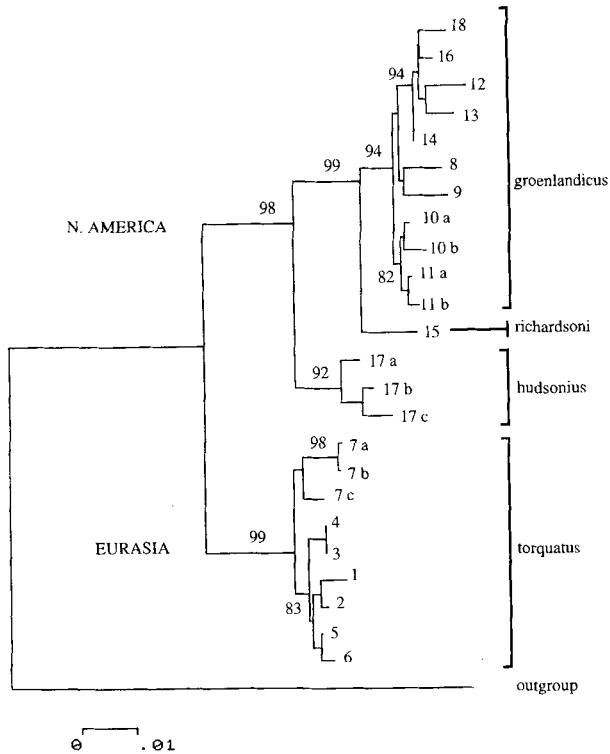 18
16
94
12
13
14
99
94
8
groenlandicus
9
98
N. AMERICA
10 a
10 b
82
11 a
11 b
15
richardsoni
92
17 a
17 b
hudsonius
17 c
98
7 a
7 b
7 c
4
99
EURASIA
3
torquatus
1
83
2
5
6
outgroup
0 .01